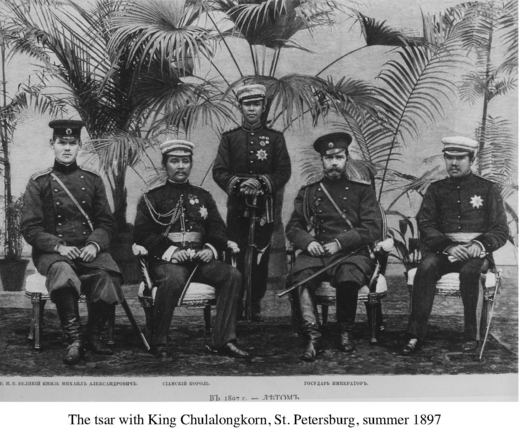 И. В. ВЕЛИКІЙ КНЯЗЬ МИХАИЛЪ АЛЕКСАНДРОВИЧЪ. СІАМСКІЙ КОРОЛЬ. ГОСУДАРЬ ИМПЕРАТОРЪ.
ВЪ 1897 г. — ЛѢТОМЪ.
The tsar with King Chulalongkorn, St. Petersburg, summer 1897